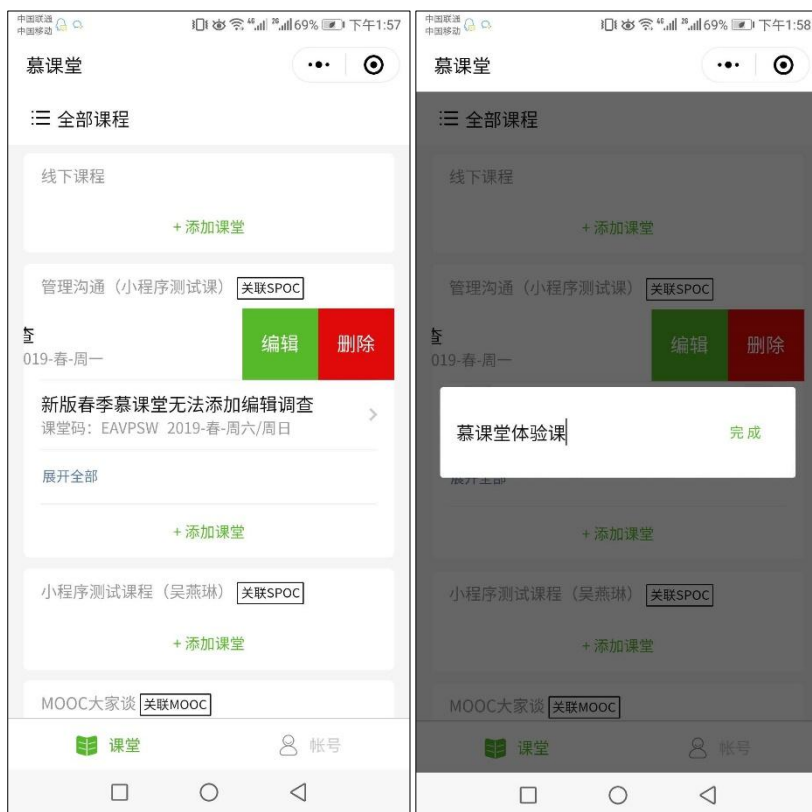 中国联通
中国移动
69% 下午1:57
慕课堂
全部课程
线下课程
+ 添加课堂
管理沟通（小程序测试课） 关联SPOC
查
019-春-周一
编辑 删除
新版春季慕课堂无法添加编辑调查
课堂码：EAVPSW 2019-春-周六/周日
展开全部
+ 添加课堂
小程序测试课程（吴燕琳） 关联SPOC
+ 添加课堂
MOOC大家谈 关联MOOC
课堂 帐号
中国联通
中国移动
69% 下午1:58
慕课堂
全部课程
线下课程
+ 添加课堂
管理沟通（小程序测试课） 关联SPOC
查
019-春-周一
编辑 删除
慕课堂体验课 完成
展开全部
+ 添加课堂
小程序测试课程（吴燕琳） 关联SPOC
+ 添加课堂
MOOC大家谈 关联MOOC
课堂 帐号